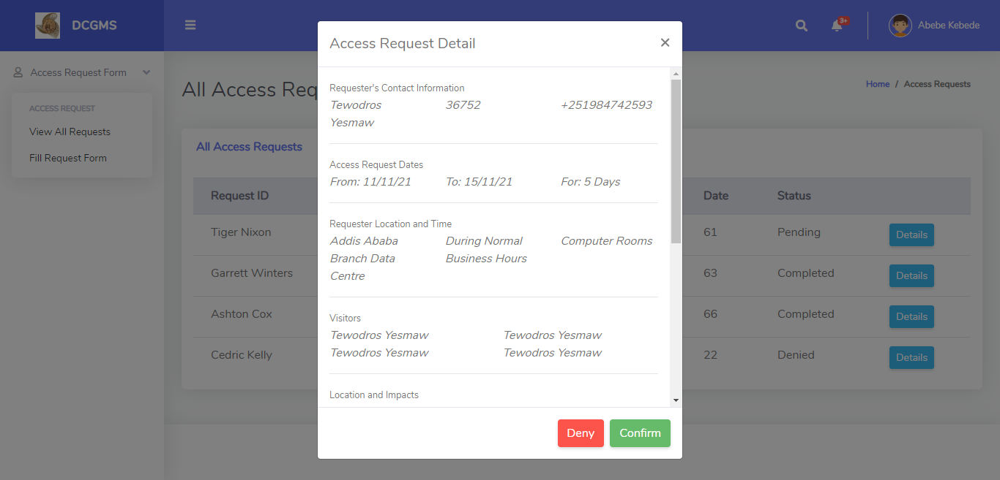 DCGMS
3+
Abebe Kebede
Access Request Form
ACCESS REQUEST
View All Requests
Fill Request Form
All Access Req
Home / Access Requests
All Access Requests
Request ID Date Status
Tiger Nixon 61 Pending Details
Garrett Winters 63 Completed Details
Ashton Cox 66 Completed Details
Cedric Kelly 22 Denied Details
Access Request Detail ×
Requester's Contact Information
Tewodros 36752 +251984742593
Yesmaw
Access Request Dates
From: 11/11/21 To: 15/11/21 For: 5 Days
Requester Location and Time
Addis Ababa During Normal Computer Rooms
Branch Data Business Hours
Centre
Visitors
Tewodros Yesmaw Tewodros Yesmaw
Tewodros Yesmaw Tewodros Yesmaw
Location and Impacts
Deny Confirm